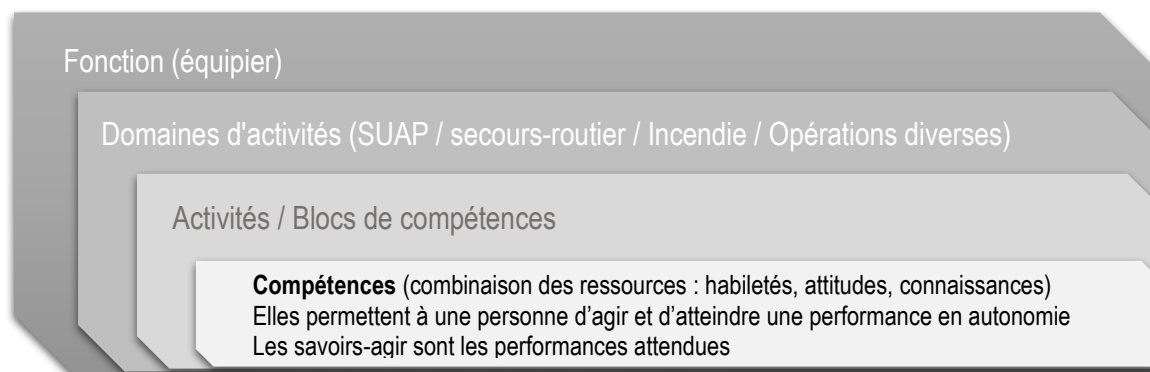 Fonction (équipier)
Domaines d'activités (SUAP / secours-routier / Incendie / Opérations diverses)
Activités / Blocs de compétences
Compétences (combinaison des ressources : habiletés, attitudes, connaissances)
Elles permettent à une personne d’agir et d’atteindre une performance en autonomie
Les savoirs-agir sont les performances attendues